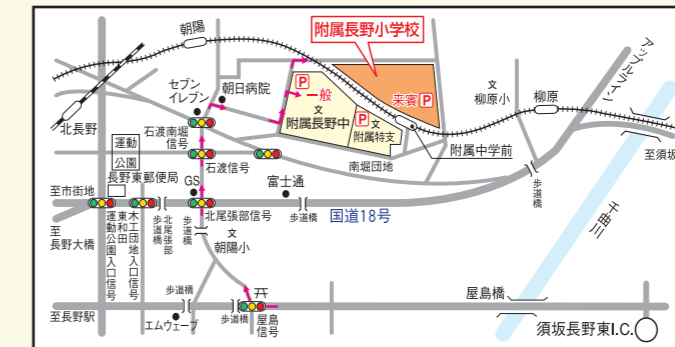 附属長野小学校
朝陽
アップルライン
セブン
イレブン
朝日病院
P
一般
文
附属長野中
来賓P
P
文
附属特支
文
柳原小
柳原
北長野
石渡南堀
信号
附属中学前
至須坂
運動
公園
石渡信号
南堀団地
長野東郵便局
GS
富士通
歩道橋
至市街地
北尾張部信号
歩道橋
国道18号
至
長野大橋
東和田
運動公園入口信号
木工団地入口信号
北尾張部
歩道橋
歩道橋
文
朝陽小
千曲川
歩道橋
屋島橋
至長野駅
エムウェーブ
歩道橋
屋島
信号
須坂長野東I.C.